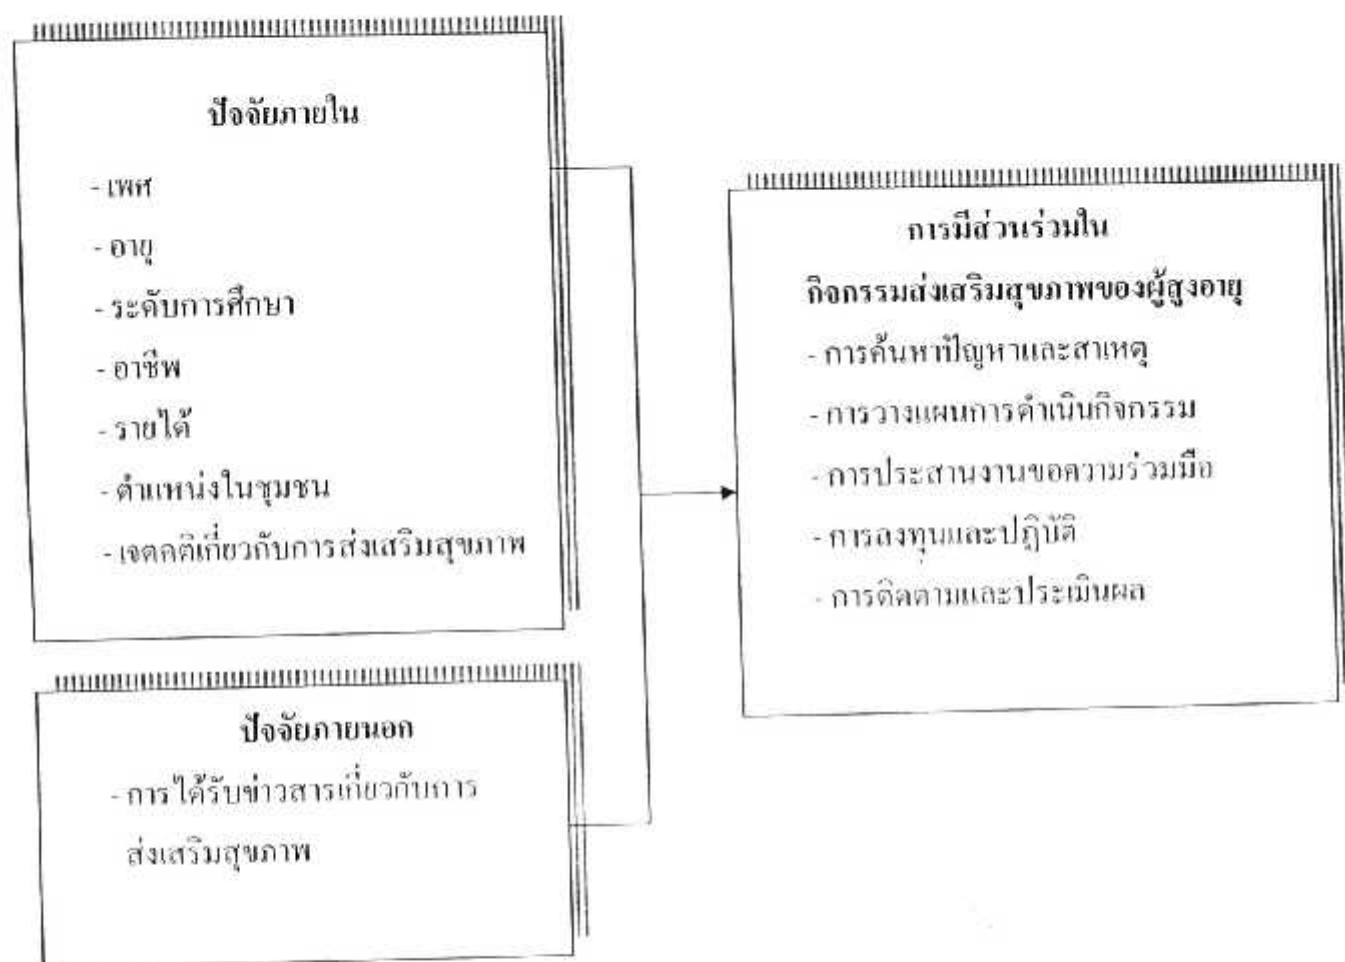 ปัจจัยภายใน
- เพศ
- อายุ
- ระดับการศึกษา
- อาชีพ
- รายได้
- ตำแหน่งในชุมชน
- เจตคติเกี่ยวกับการส่งเสริมสุขภาพ
ปัจจัยภายนอก
- การได้รับข่าวสารเกี่ยวกับการ
ส่งเสริมสุขภาพ
การมีส่วนร่วมใน
กิจกรรมส่งเสริมสุขภาพของผู้สูงอายุ
- การค้นหาปัญหาและสาเหตุ
- การวางแผนการดำเนินกิจกรรม
- การประสานงานขอความร่วมมือ
- การลงทุนและปฏิบัติ
- การติดตามและประเมินผล